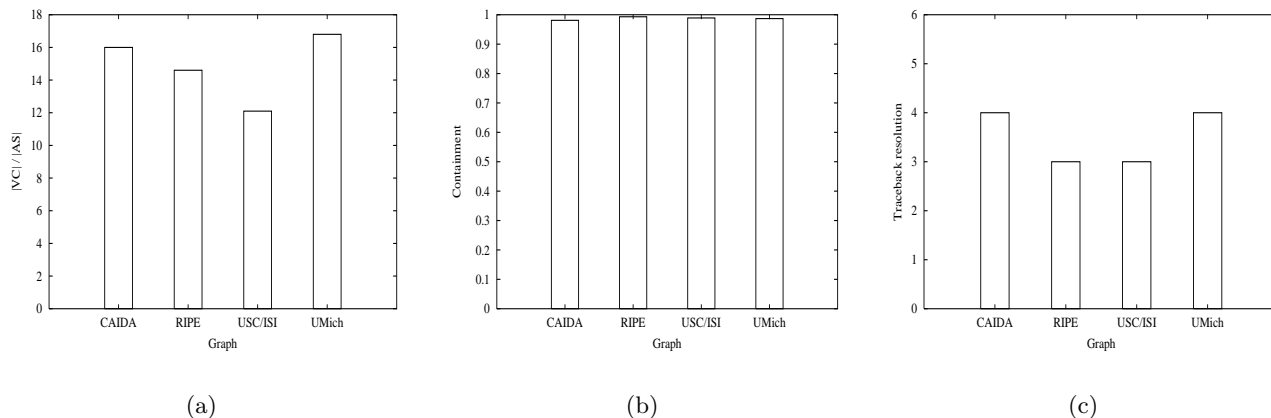 18
16
14
12
10
8
6
4
2
0
|VC| / |AS|
CAIDA RIPE USC/ISI UMich
Graph
(a)
1
0.9
0.8
0.7
0.6
0.5
0.4
0.3
0.2
0.1
0
Containment
CAIDA RIPE USC/ISI UMich
Graph
(b)
6
5
4
3
2
1
0
Traceback resolution
CAIDA RIPE USC/ISI UMich
Graph
(c)